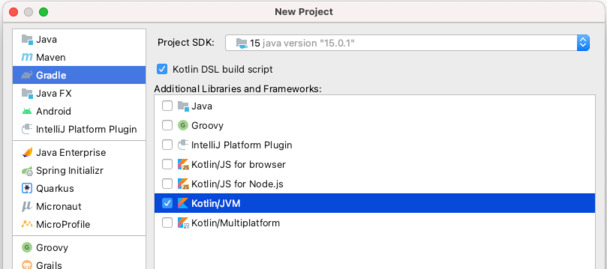 New Project
Java
Maven
Gradle
Java FX
Android
IntelliJ Platform Plugin
Java Enterprise
Spring Initializr
Quarkus
Micronaut
MicroProfile
Groovy
Grails
Project SDK: 15 java version "15.0.1"
Kotlin DSL build script
Additional Libraries and Frameworks:
Java
Groovy
IntelliJ Platform Plugin
Kotlin/JS for browser
Kotlin/JS for Node.js
Kotlin/JVM
Kotlin/Multiplatform